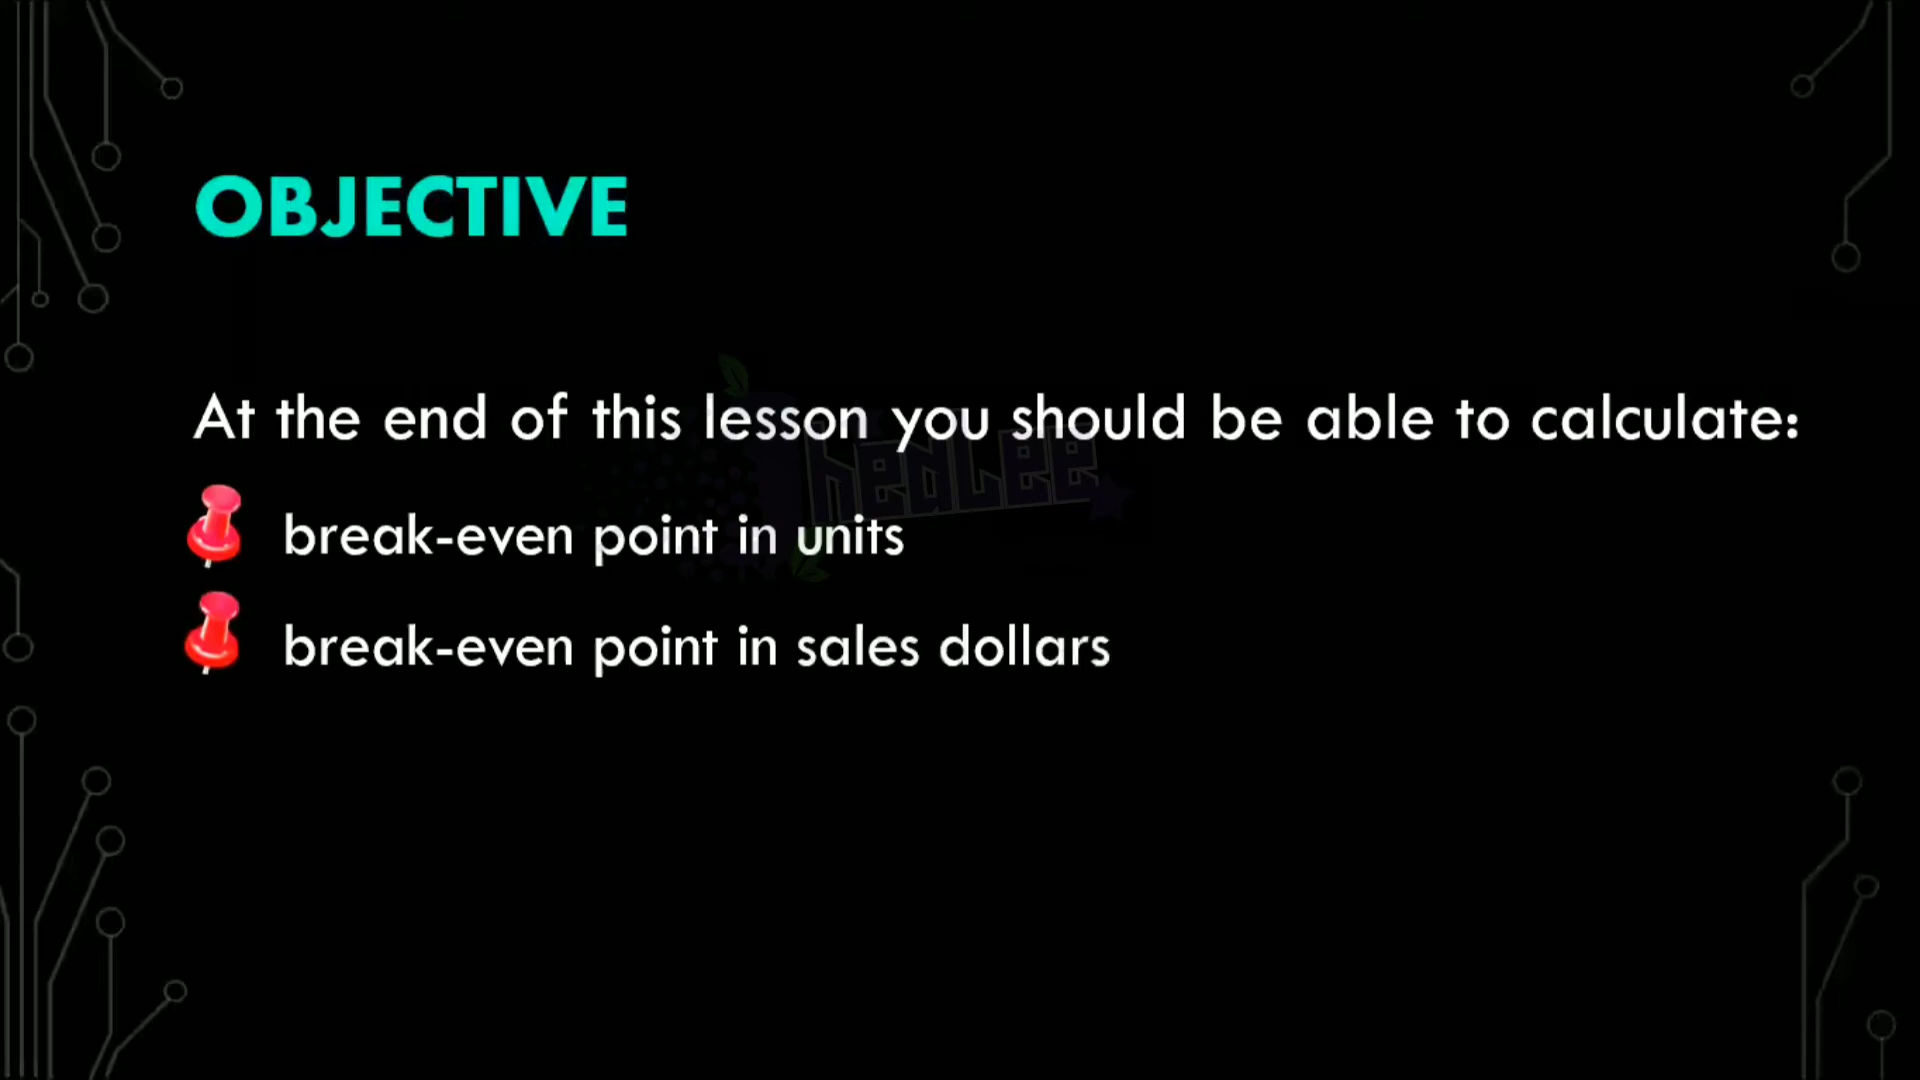 OBJECTIVE
At the end of this lesson you should be able to calculate:
TheaLee
break-even point in units
break-even point in sales dollars